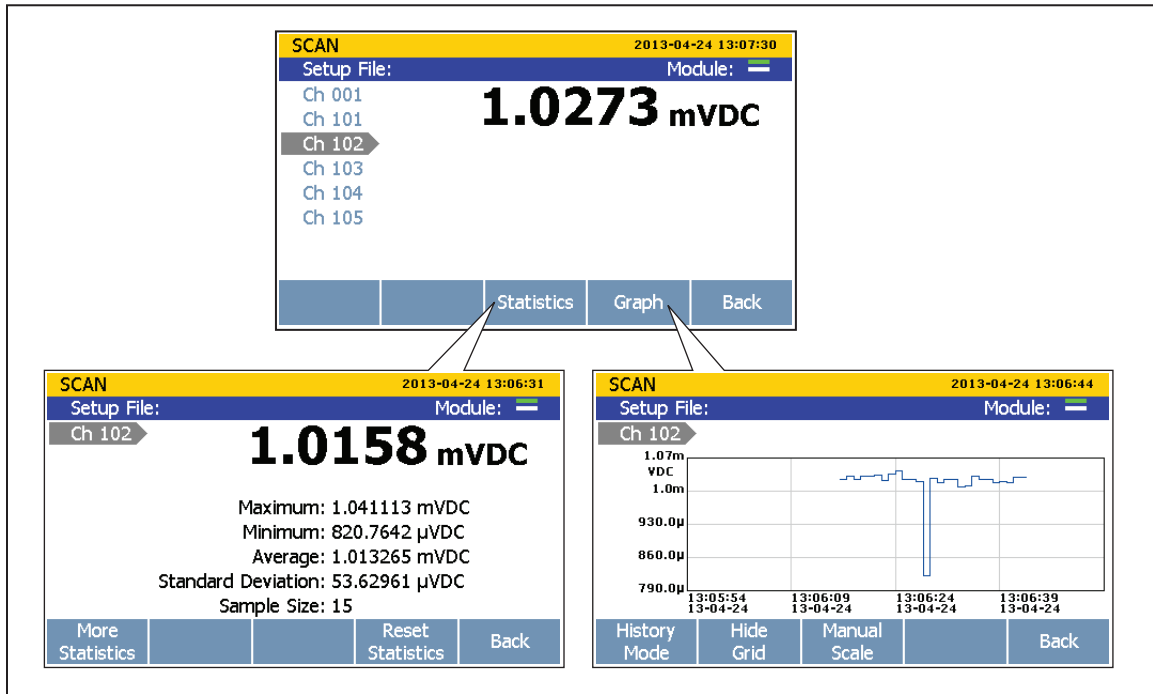 SCAN 2013-04-24 13:07:30
Setup File: Module:
Ch 001
1.0273 mVDC
Ch 101
Ch 102
Ch 103
Ch 104
Ch 105
Statistics Graph Back
SCAN 2013-04-24 13:06:31
Setup File: Module:
Ch 102
1.0158 mVDC
Maximum: 1.041113 mVDC
Minimum: 820.7642 µVDC
Average: 1.013265 mVDC
Standard Deviation: 53.62961 µVDC
Sample Size: 15
More Statistics Reset Statistics Back
SCAN 2013-04-24 13:06:44
Setup File: Module:
Ch 102
1.07m
VDC
1.0m
930.0µ
860.0µ
790.0µ
13:05:54 13:06:09 13:06:24 13:06:39
13-04-24 13-04-24 13-04-24 13-04-24
History Mode Hide Grid Manual Scale Back